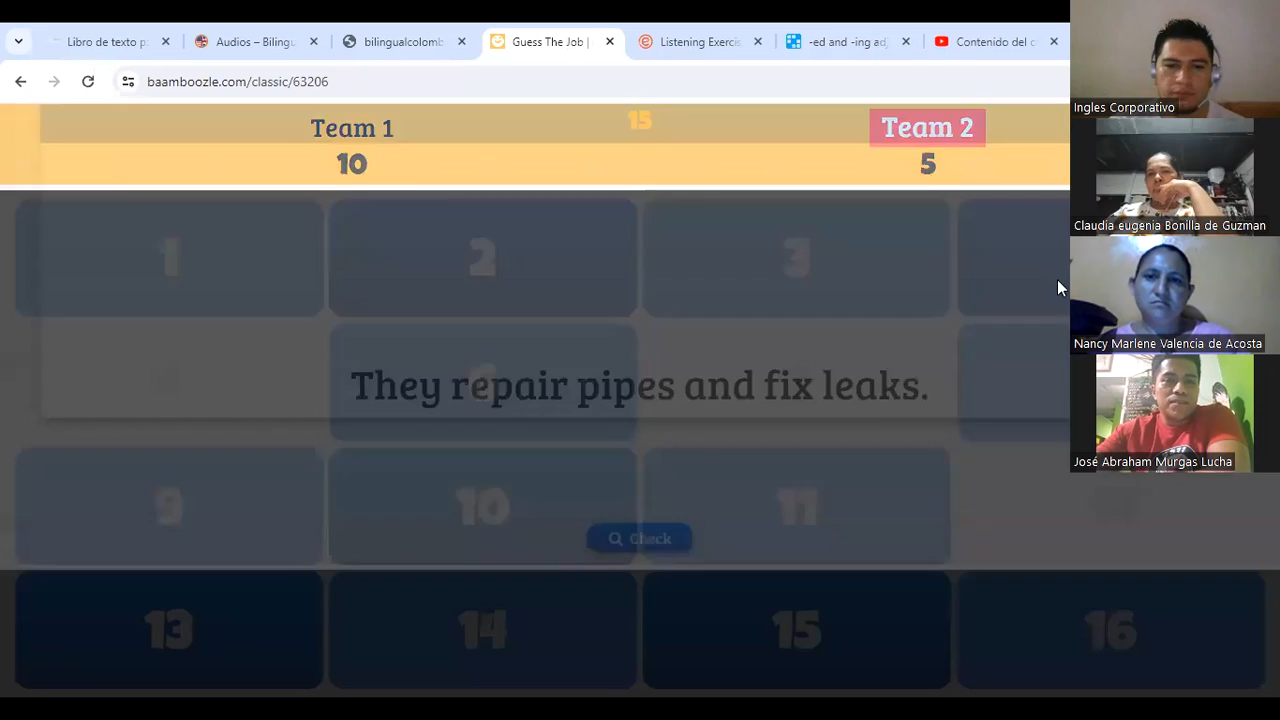 Libro de texto p
Audios – Bilingu
bilingualcolomb
Guess The Job |
Listening Exercis
-ed and -ing adj
Contenido del c
baamboozle.com/classic/63206
Team 1
15
Team 2
10
5
1
2
3
They repair pipes and fix leaks.
9
10
11
Check
13
14
15
16
Ingles Corporativo
Claudia eugenia Bonilla de Guzman
Nancy Marlene Valencia de Acosta
José Abraham Murgas Lucha